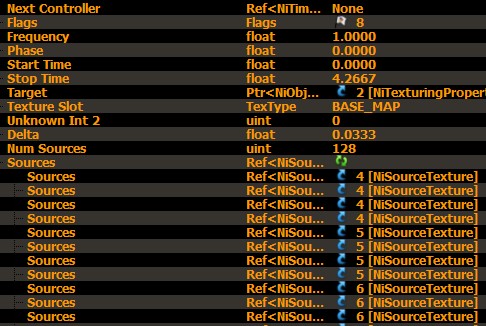 Next Controller Ref<NiTim... None
Flags Flags 8
Frequency float 1.0000
Phase float 0.0000
Start Time float 0.0000
Stop Time float 4.2667
Target Ptr<NiObj... 2 [NiTexturingPropert
Texture Slot TexType BASE_MAP
Unknown Int 2 uint 0
Delta float 0.0333
Num Sources uint 128
Sources Ref<NiSou...
Sources Ref<NiSou... 4 [NiSourceTexture]
Sources Ref<NiSou... 4 [NiSourceTexture]
Sources Ref<NiSou... 4 [NiSourceTexture]
Sources Ref<NiSou... 4 [NiSourceTexture]
Sources Ref<NiSou... 5 [NiSourceTexture]
Sources Ref<NiSou... 5 [NiSourceTexture]
Sources Ref<NiSou... 5 [NiSourceTexture]
Sources Ref<NiSou... 5 [NiSourceTexture]
Sources Ref<NiSou... 6 [NiSourceTexture]
Sources Ref<NiSou... 6 [NiSourceTexture]
Sources Ref<NiSou... 6 [NiSourceTexture]